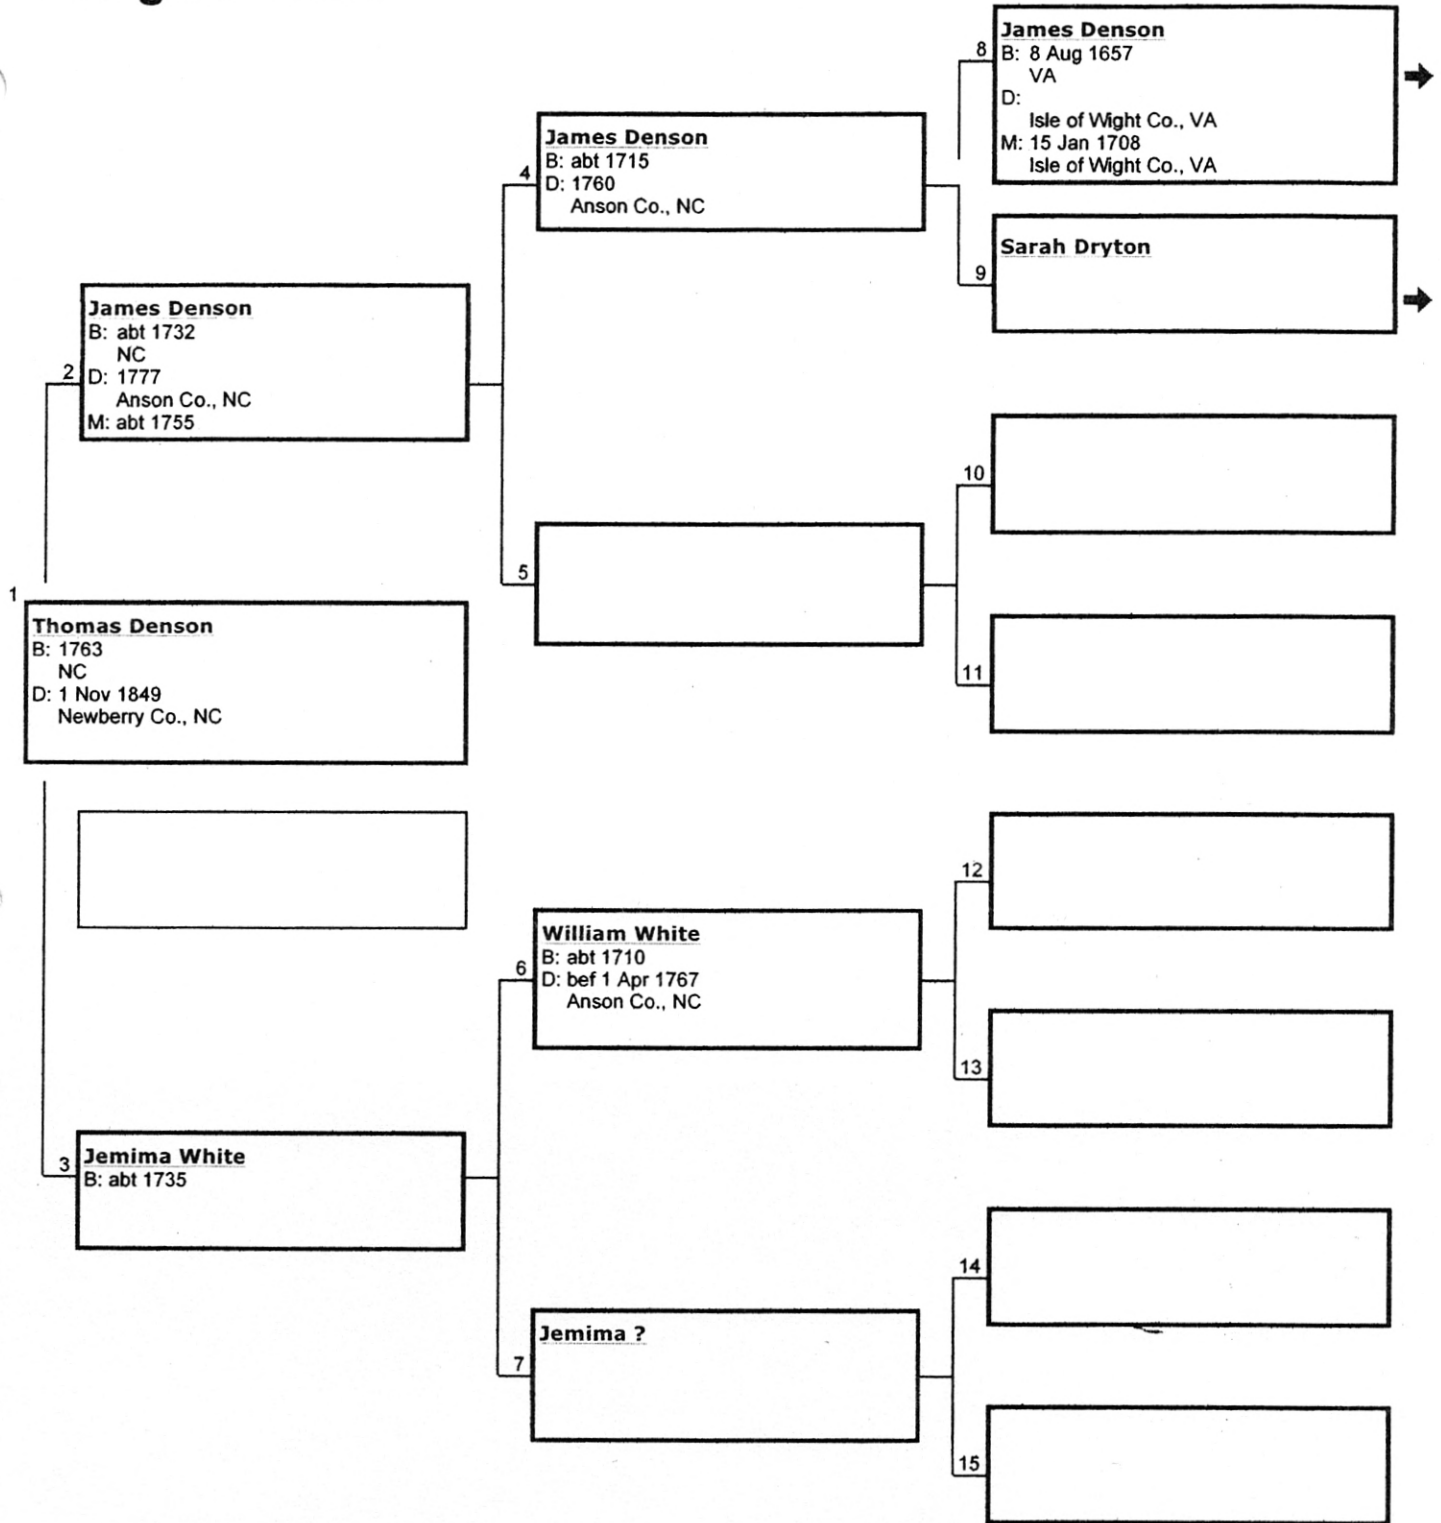 8
James Denson
B: 8 Aug 1657
VA
D:
Isle of Wight Co., VA
M: 15 Jan 1708
Isle of Wight Co., VA
4
James Denson
B: abt 1715
D: 1760
Anson Co., NC
9
Sarah Dryton
2
James Denson
B: abt 1732
NC
D: 1777
Anson Co., NC
M: abt 1755
10
5
11
1
Thomas Denson
B: 1763
NC
D: 1 Nov 1849
Newberry Co., NC
12
6
William White
B: abt 1710
D: bef 1 Apr 1767
Anson Co., NC
13
3
Jemima White
B: abt 1735
14
7
Jemima ?
15